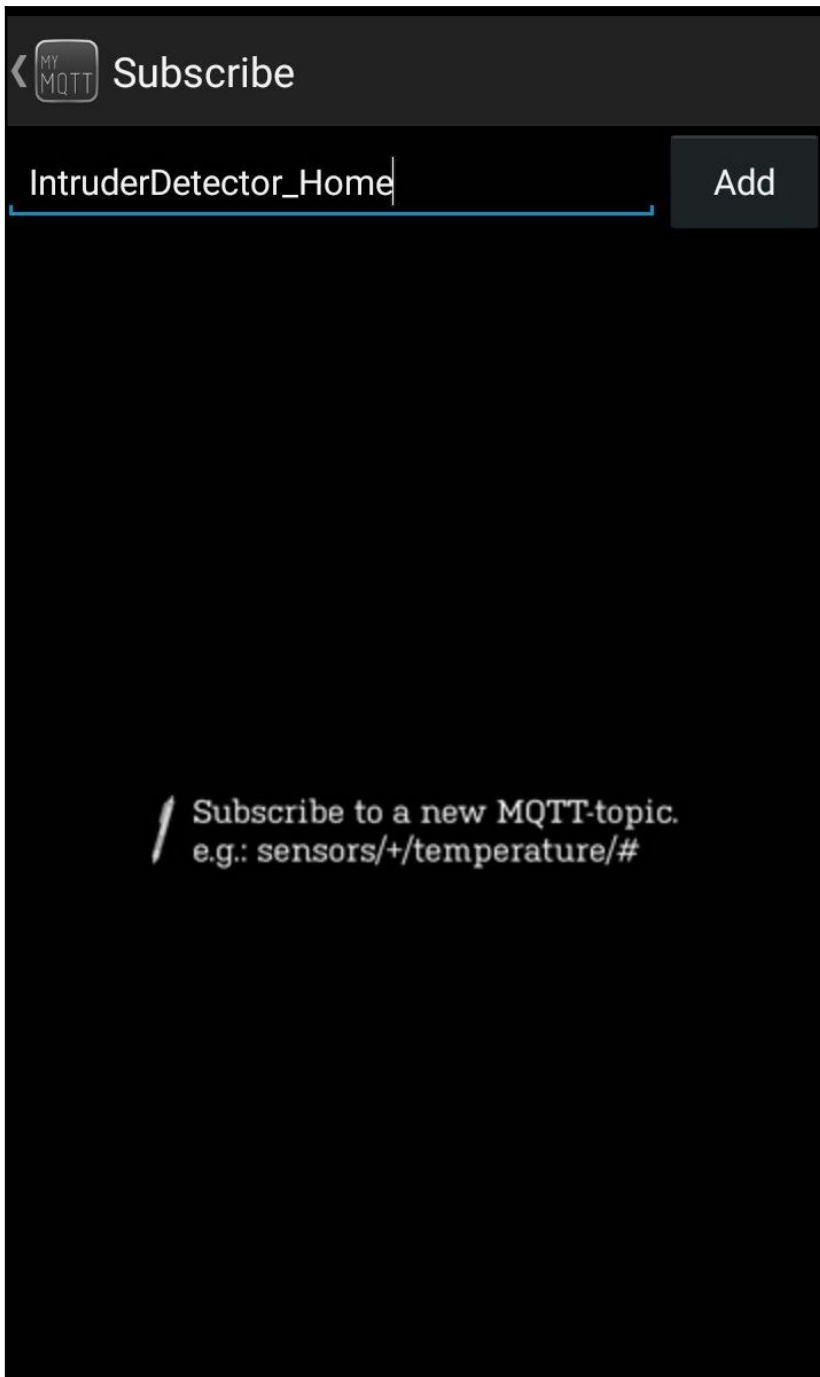 MY
MQTT
Subscribe
IntruderDetector_Home
Add
Subscribe to a new MQTT-topic.
e.g.: sensors/+/temperature/#